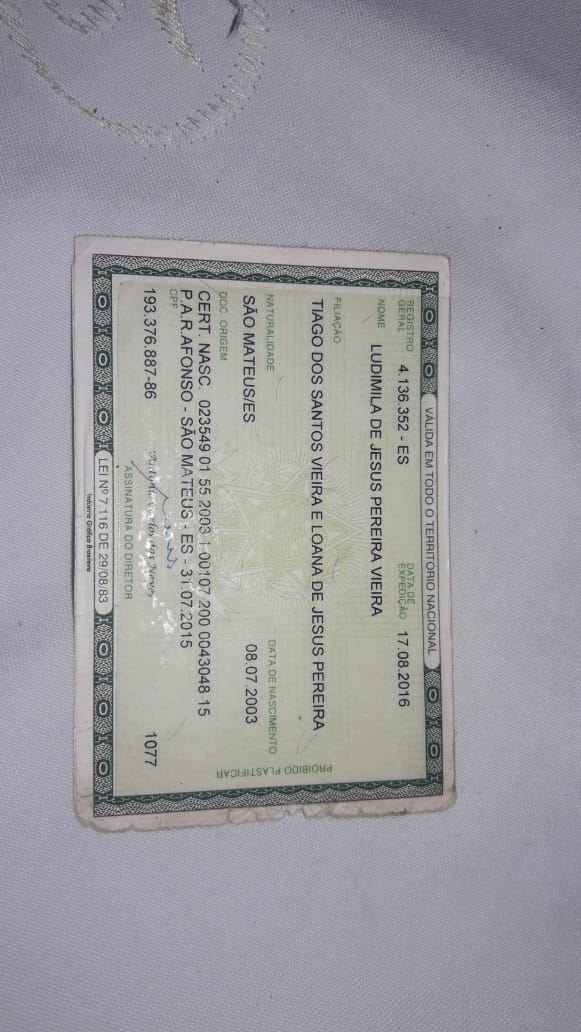 VÁLIDA EM TODO O TERRITÓRIO NACIONAL
REGISTRO GERAL 4.136.352 - ES DATA DE EXPEDIÇÃO 17.08.2016
NOME LUDIMILA DE JESUS PEREIRA VIEIRA
FILIAÇÃO
TIAGO DOS SANTOS VIEIRA E LOANA DE JESUS PEREIRA
NATURALIDADE DATA DE NASCIMENTO
SÃO MATEUS/ES 08.07.2003
DOC. ORIGEM
CERT. NASC. 023549 01 55 2003 1 00107 200 0043048 15
P.A.R.AFONSO - SÃO MATEUS - ES - 31.07.2015
CPF
193.376.887-86 1077
ASSINATURA DO DIRETOR
LEI Nº 7.116 DE 29/08/83
Indústria Gráfica Brasileira
PROIBIDO PLASTIFICAR